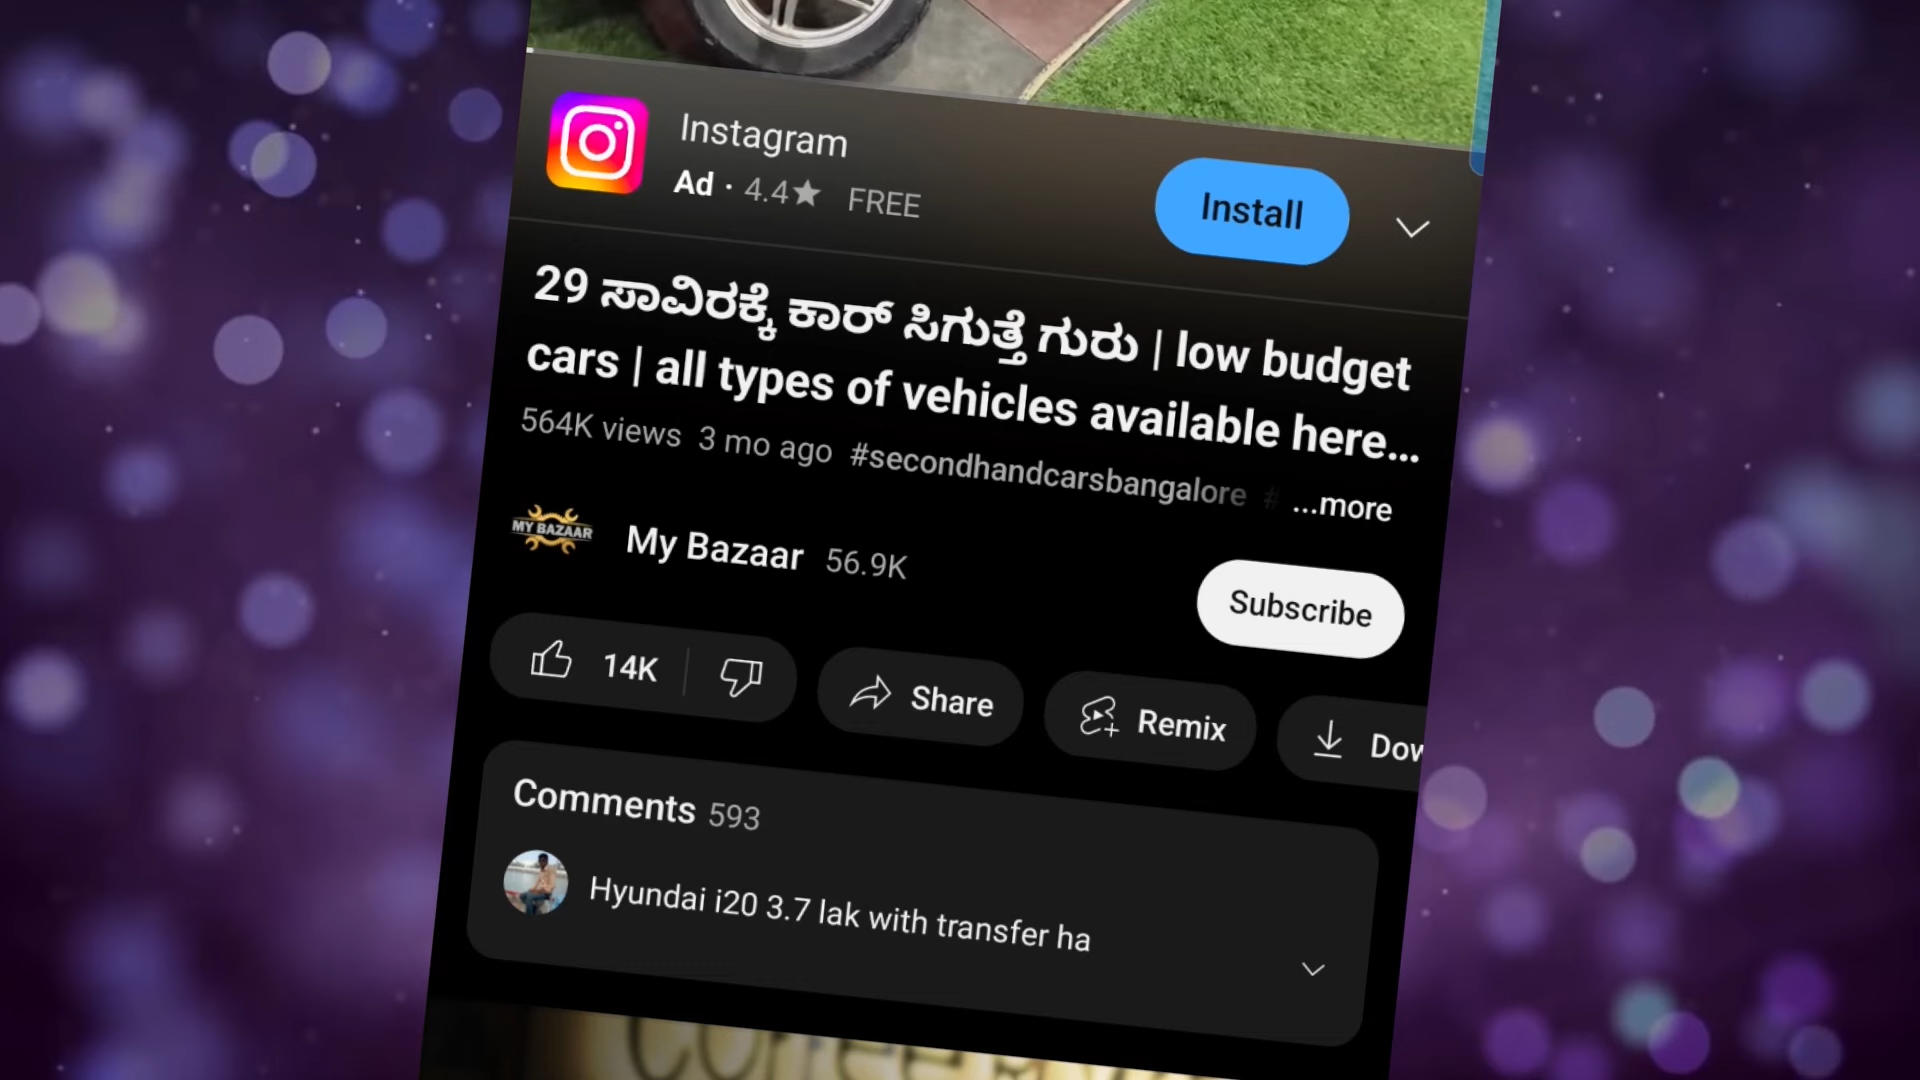 Instagram
Ad · 4.4★ FREE
Install
29 ಸಾವಿರಕ್ಕೆ ಕಾರ್ ಸಿಗುತ್ತೆ ಗುರು | low budget
cars | all types of vehicles available here...
564K views 3 mo ago #secondhandcarsbangalore # ...more
MY BAZAAR
My Bazaar 56.9K
Subscribe
14K
Share
Remix
Dow
Comments 593
Hyundai i20 3.7 lak with transfer ha
Coffee